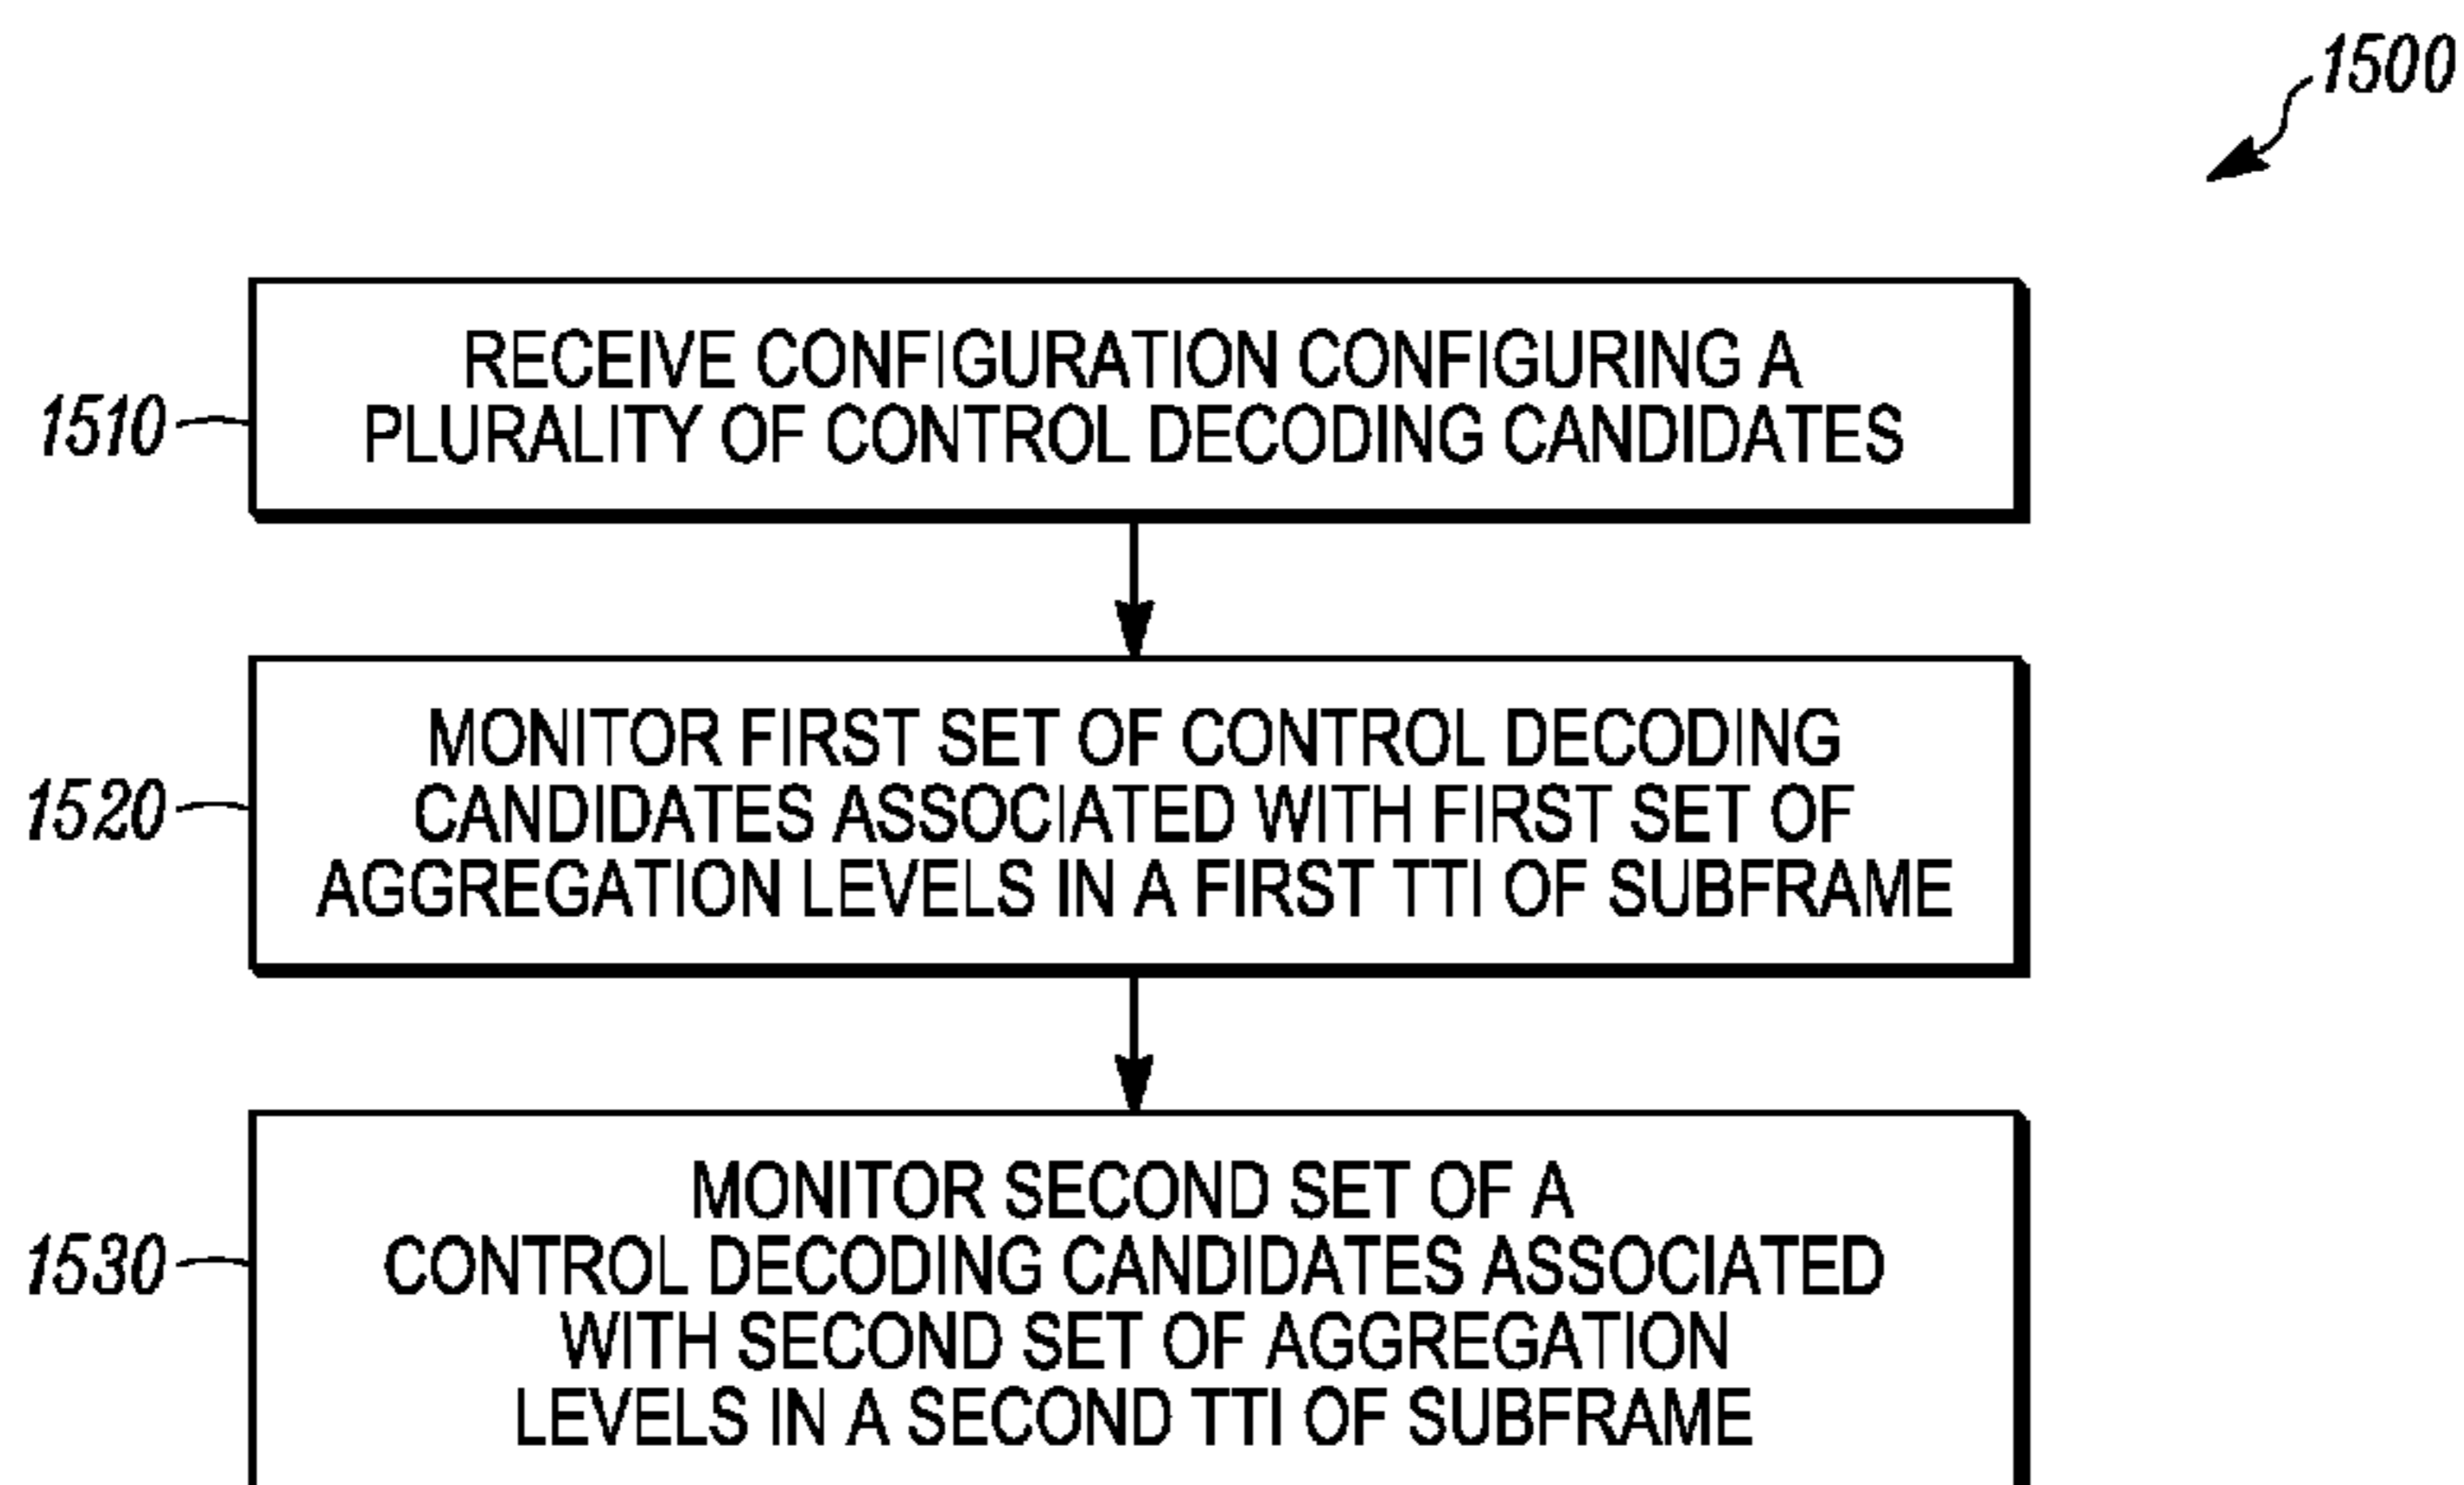 1500
1510
RECEIVE CONFIGURATION CONFIGURING A
PLURALITY OF CONTROL DECODING CANDIDATES
1520
MONITOR FIRST SET OF CONTROL DECODING
CANDIDATES ASSOCIATED WITH FIRST SET OF
AGGREGATION LEVELS IN A FIRST TTI OF SUBFRAME
1530
MONITOR SECOND SET OF A
CONTROL DECODING CANDIDATES ASSOCIATED
WITH SECOND SET OF AGGREGATION
LEVELS IN A SECOND TTI OF SUBFRAME